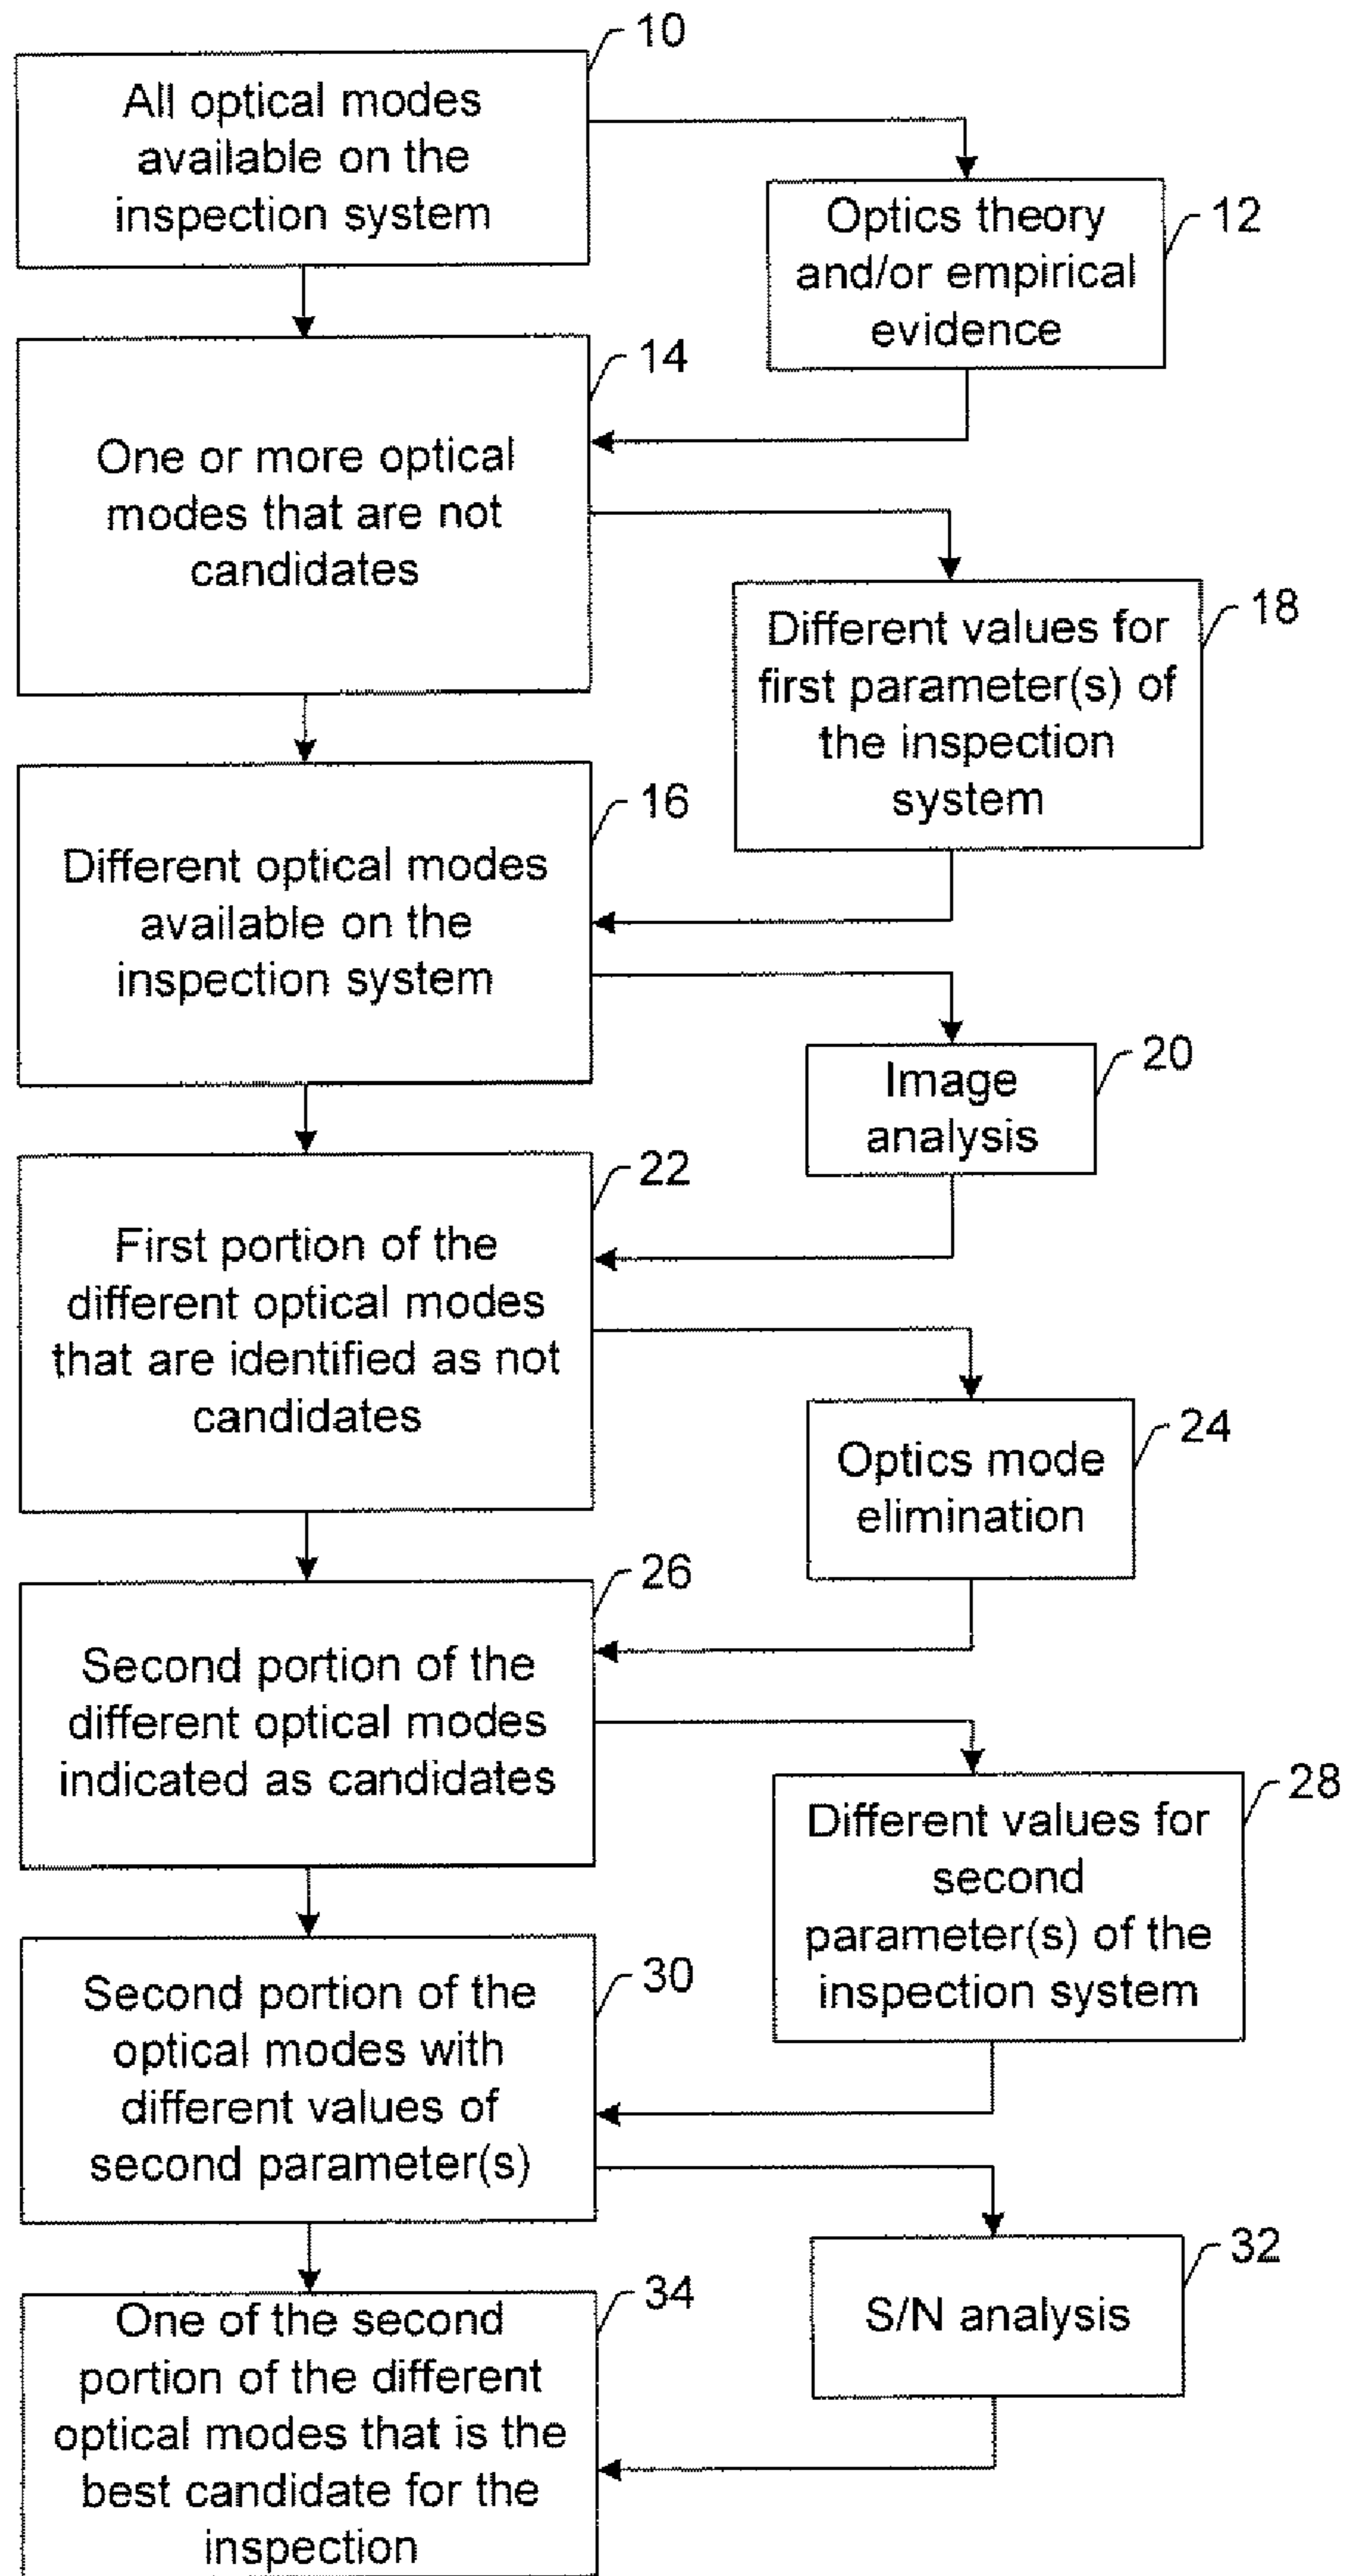 10
All optical modes
available on the
inspection system
Optics theory
and/or empirical
evidence
12
14
One or more optical
modes that are not
candidates
Different values for
first parameter(s) of
the inspection
system
18
16
Different optical modes
available on the
inspection system
Image
analysis
20
22
First portion of the
different optical modes
that are identified as not
candidates
Optics mode
elimination
24
26
Second portion of the
different optical modes
indicated as candidates
Different values for
second
parameter(s) of the
inspection system
28
30
Second portion of the
optical modes with
different values of
second parameter(s)
S/N analysis
32
34
One of the second
portion of the different
optical modes that is the
best candidate for the
inspection